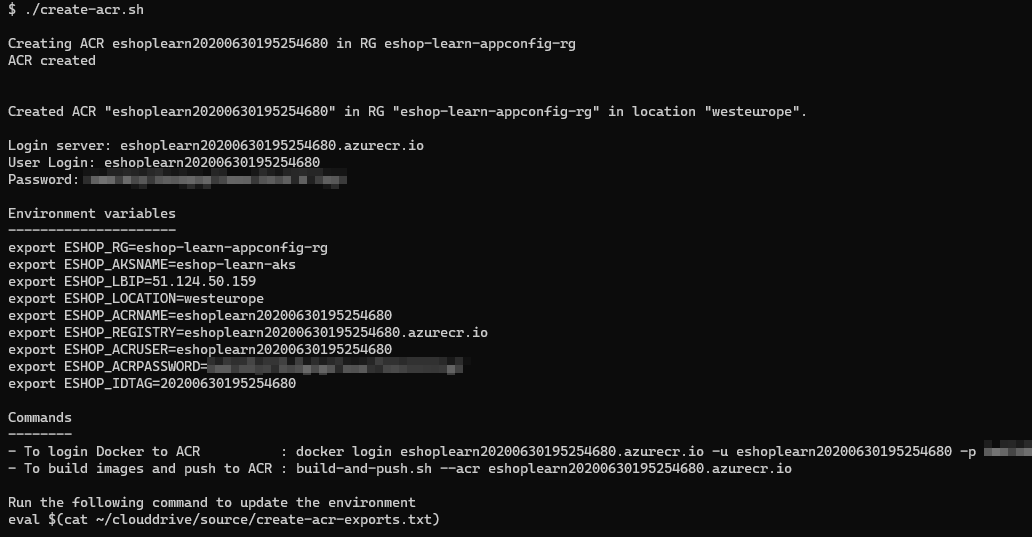 $ ./create-acr.sh
Creating ACR eshoplearn20200630195254680 in RG eshop-learn-appconfig-rg
ACR created
Created ACR "eshoplearn20200630195254680" in RG "eshop-learn-appconfig-rg" in location "westeurope".
Login server: eshoplearn20200630195254680.azurecr.io
User Login: eshoplearn20200630195254680
Password:
Environment variables
---------------------
export ESHOP_RG=eshop-learn-appconfig-rg
export ESHOP_AKSNAME=eshop-learn-aks
export ESHOP_LBIP=51.124.50.159
export ESHOP_LOCATION=westeurope
export ESHOP_ACRNAME=eshoplearn20200630195254680
export ESHOP_REGISTRY=eshoplearn20200630195254680.azurecr.io
export ESHOP_ACRUSER=eshoplearn20200630195254680
export ESHOP_ACRPASSWORD=
export ESHOP_IDTAG=20200630195254680
Commands
--------
- To login Docker to ACR          : docker login eshoplearn20200630195254680.azurecr.io -u eshoplearn20200630195254680 -p
- To build images and push to ACR : build-and-push.sh --acr eshoplearn20200630195254680.azurecr.io
Run the following command to update the environment
eval $(cat ~/clouddrive/source/create-acr-exports.txt)